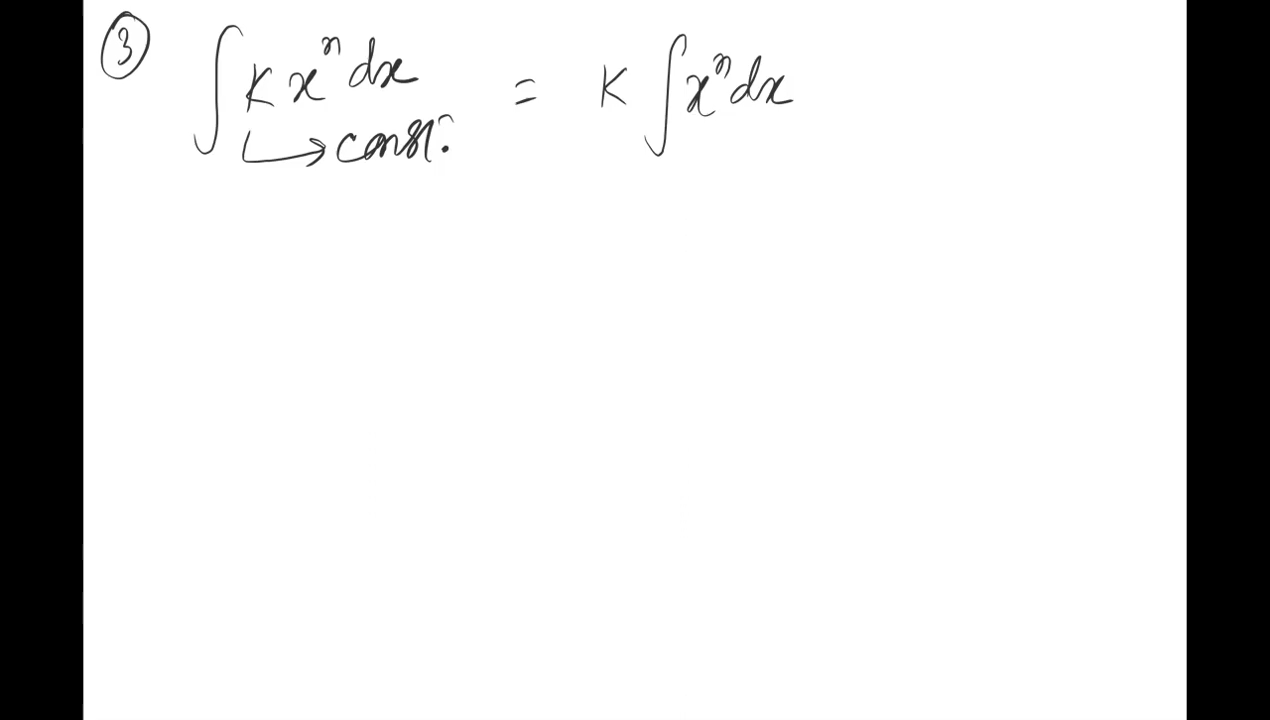 ③ ∫ K xⁿ dx = K ∫ xⁿ dx
↳ const.